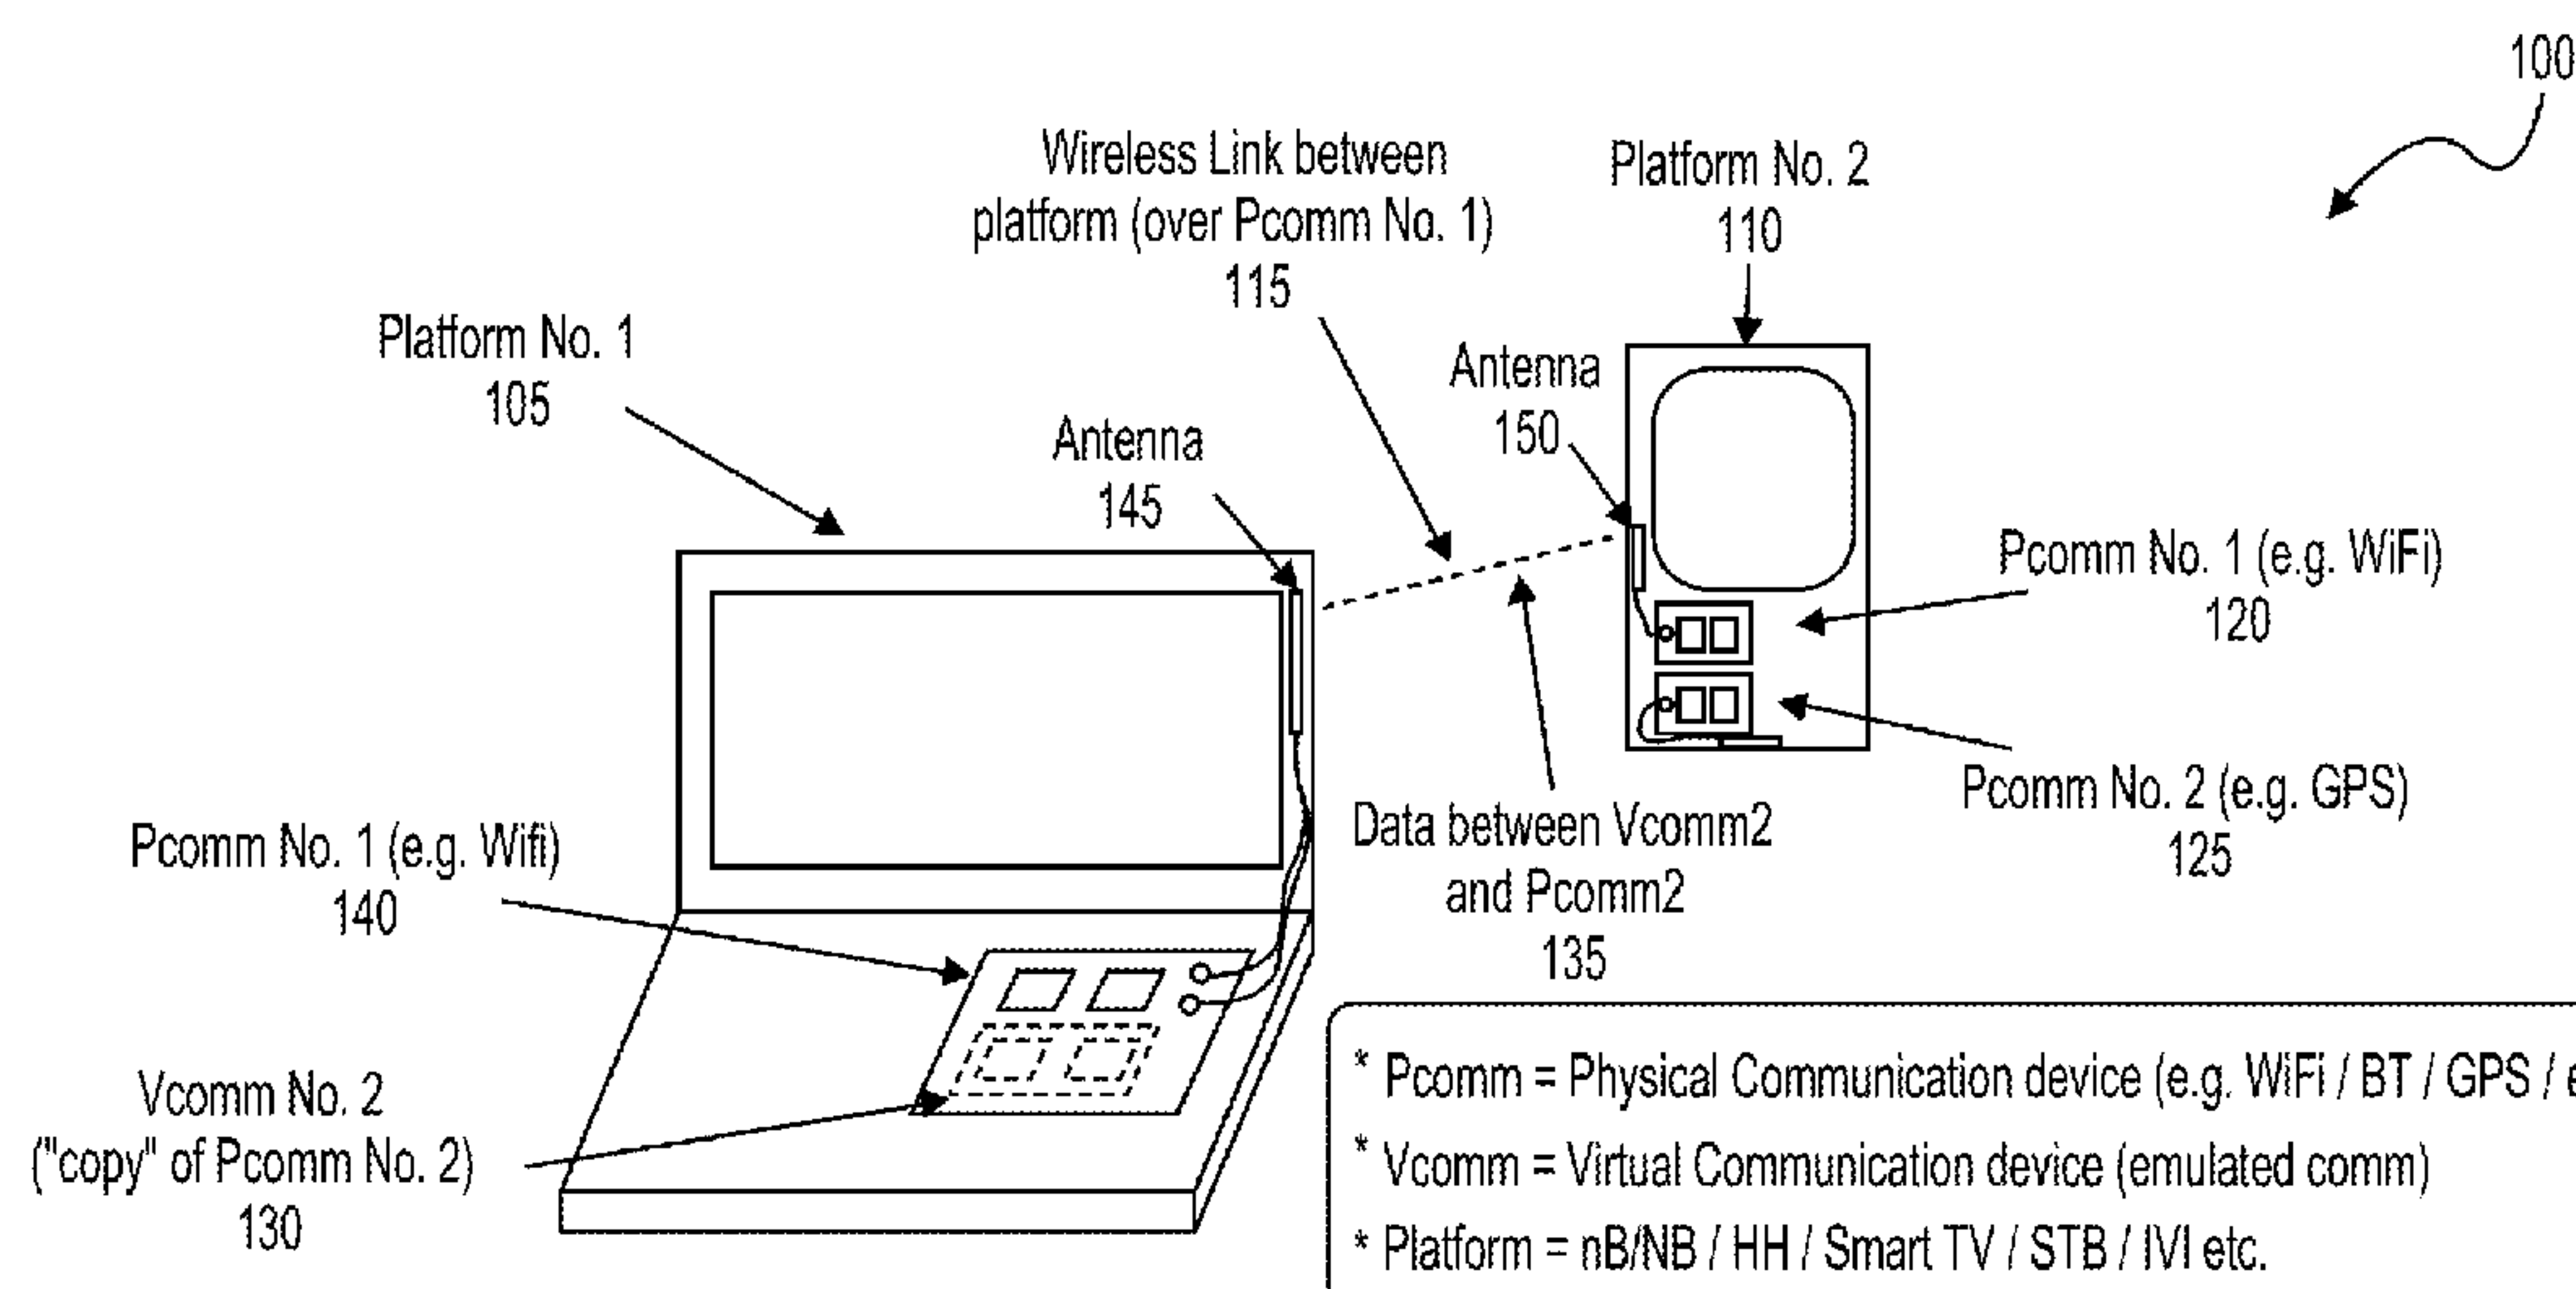 100
Wireless Link between
platform (over Pcomm No. 1)
115
Platform No. 2
110
Platform No. 1
105
Antenna
145
Antenna
150
Pcomm No. 1 (e.g. WiFi)
120
Pcomm No. 2 (e.g. GPS)
125
Data between Vcomm2
and Pcomm2
135
Pcomm No. 1 (e.g. Wifi)
140
Vcomm No. 2
("copy" of Pcomm No. 2)
130
* Pcomm = Physical Communication device (e.g. WiFi / BT / GPS /
* Vcomm = Virtual Communication device (emulated comm)
* Platform = nB/NB / HH / Smart TV / STB / IVI etc.